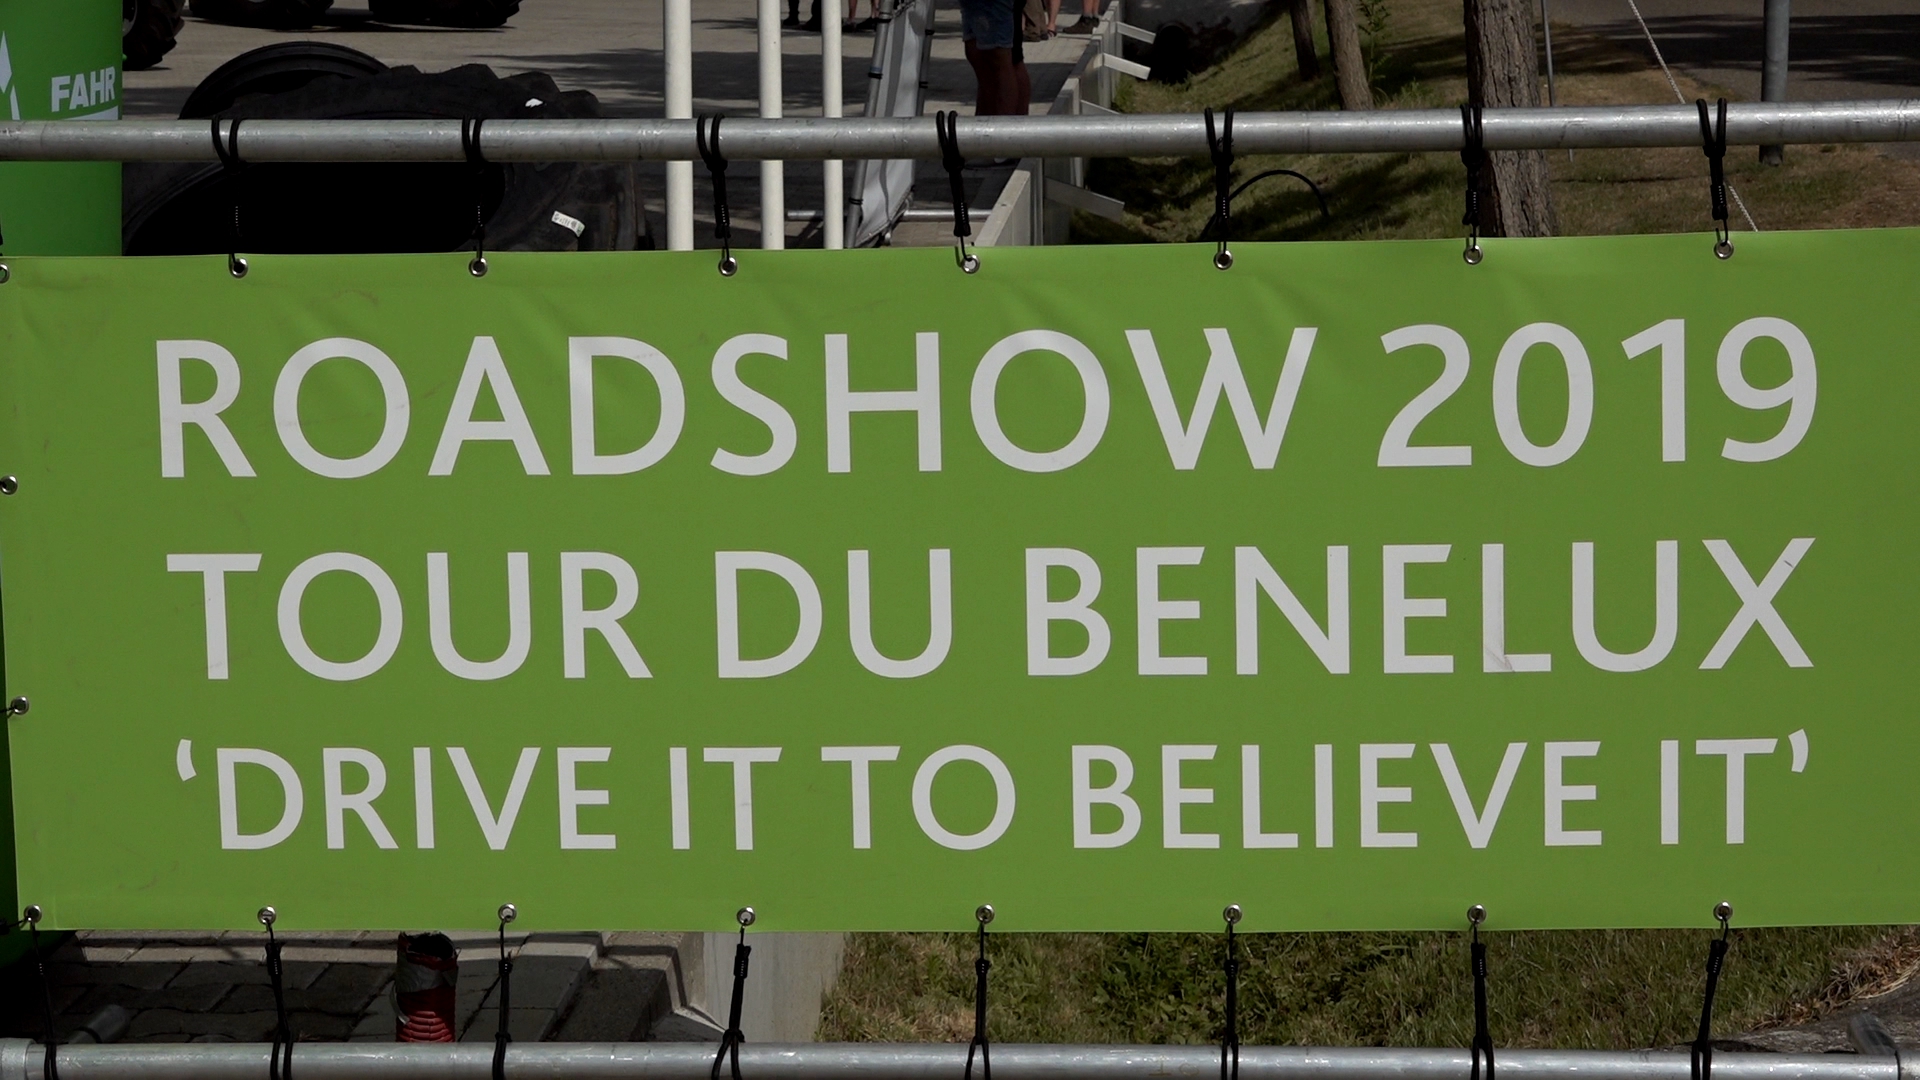 FAHR
ROADSHOW 2019
TOUR DU BENELUX
‘DRIVE IT TO BELIEVE IT’